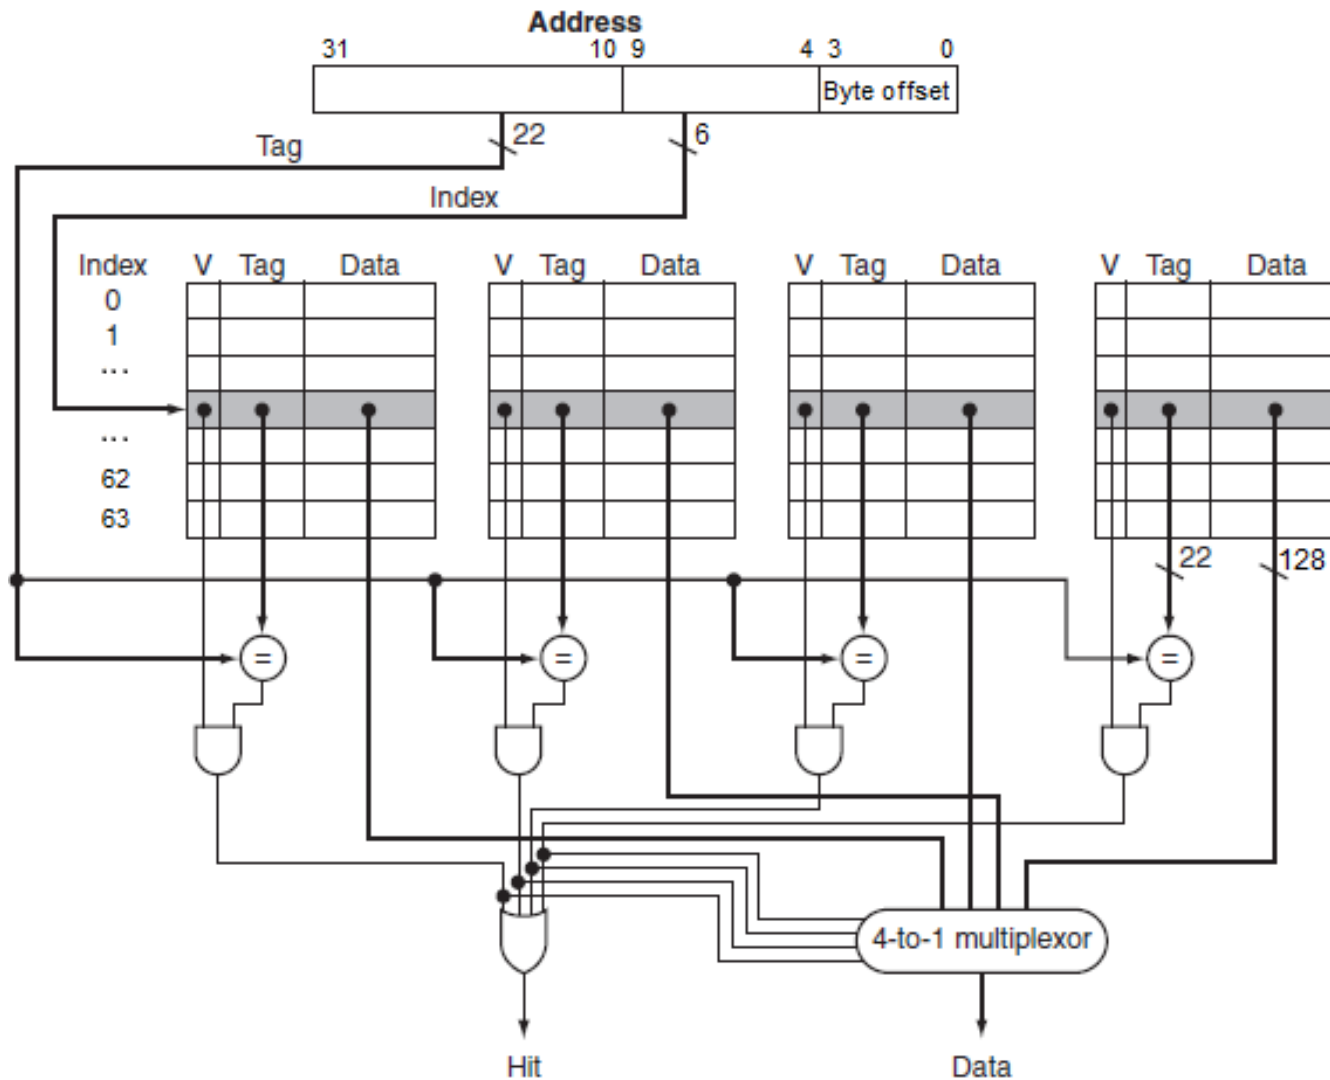 Address
31 10 9 4 3 0
Byte offset
22 6
Tag
Index
Index V Tag Data V Tag Data V Tag Data V Tag Data
0
1
...
...
62
63
22 128
= = = =
4-to-1 multiplexor
Hit Data